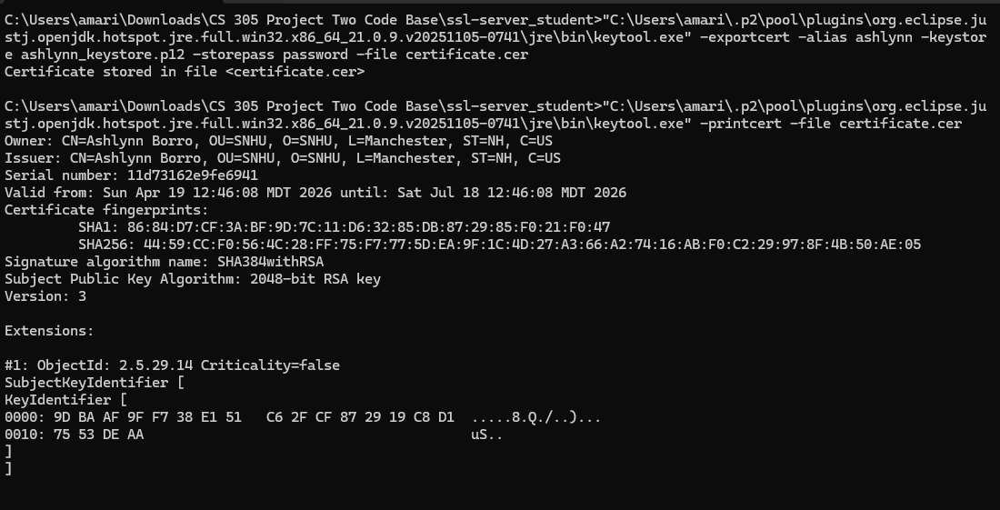 C:\Users\amari\Downloads\CS 305 Project Two Code Base\ssl-server_student>"C:\Users\amari\.p2\pool\plugins\org.eclipse.ju
stj.openjdk.hotspot.jre.full.win32.x86_64_21.0.9.v20251105-0741\jre\bin\keytool.exe" -exportcert -alias ashlynn -keystor
e ashlynn_keystore.p12 -storepass password -file certificate.cer
Certificate stored in file <certificate.cer>

C:\Users\amari\Downloads\CS 305 Project Two Code Base\ssl-server_student>"C:\Users\amari\.p2\pool\plugins\org.eclipse.ju
stj.openjdk.hotspot.jre.full.win32.x86_64_21.0.9.v20251105-0741\jre\bin\keytool.exe" -printcert -file certificate.cer
Owner: CN=Ashlynn Borro, OU=SNHU, O=SNHU, L=Manchester, ST=NH, C=US
Issuer: CN=Ashlynn Borro, OU=SNHU, O=SNHU, L=Manchester, ST=NH, C=US
Serial number: 11d73162e9fe6941
Valid from: Sun Apr 19 12:46:08 MDT 2026 until: Sat Jul 18 12:46:08 MDT 2026
Certificate fingerprints:
         SHA1: 86:84:D7:CF:3A:BF:9D:7C:11:D6:32:85:DB:87:29:85:F0:21:F0:47
         SHA256: 44:59:CC:F0:56:4C:28:FF:75:F7:77:5D:EA:9F:1C:4D:27:A3:66:A2:74:16:AB:F0:C2:29:97:8F:4B:50:AE:05
Signature algorithm name: SHA384withRSA
Subject Public Key Algorithm: 2048-bit RSA key
Version: 3

Extensions:

#1: ObjectId: 2.5.29.14 Criticality=false
SubjectKeyIdentifier [
KeyIdentifier [
0000: 9D BA AF 9F F7 38 E1 51   C6 2F CF 87 29 19 C8 D1  .....8.Q./..)...
0010: 75 53 DE AA                                        uS..
]
]